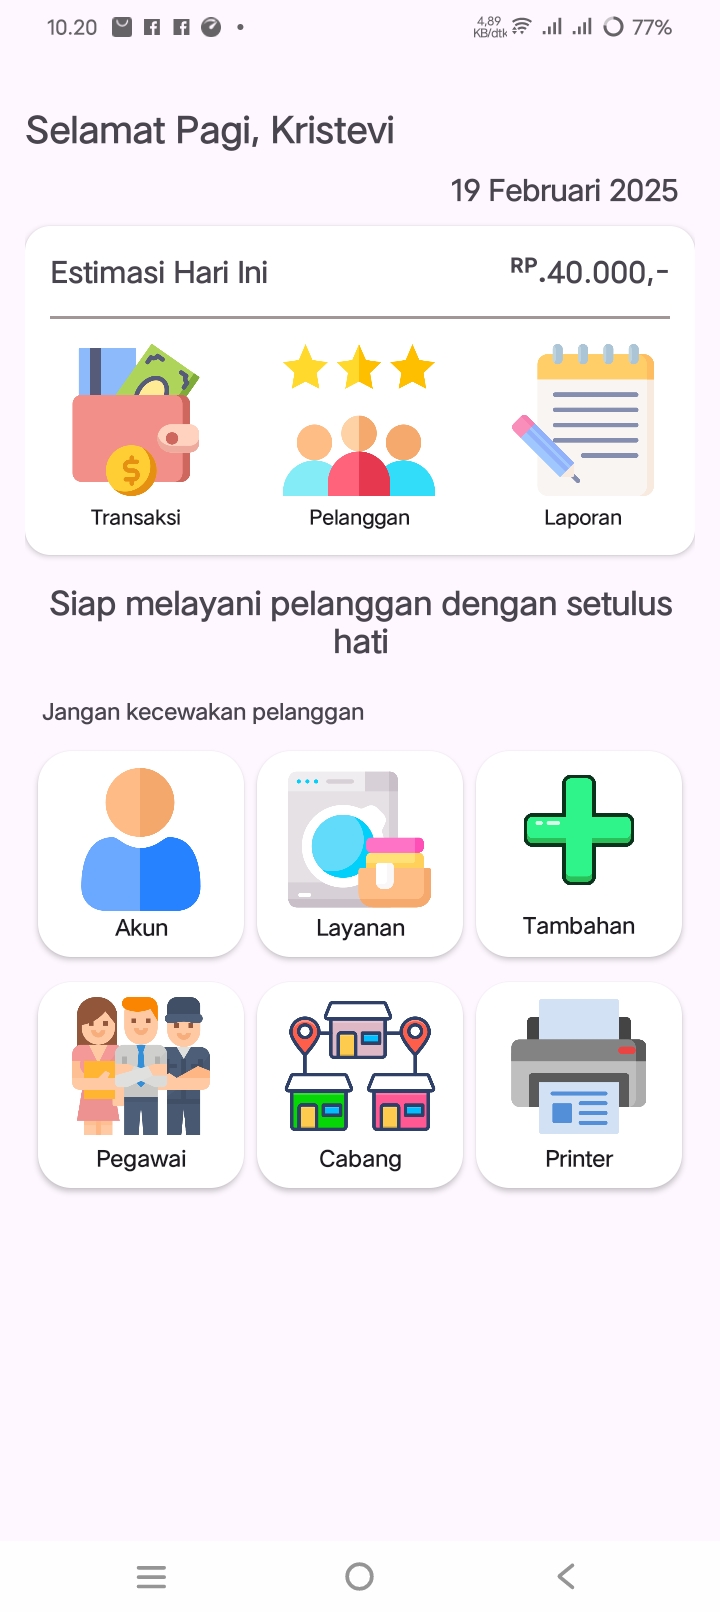 10.20
4,89
KB/dtk
77%
Selamat Pagi, Kristevi
19 Februari 2025
Estimasi Hari Ini
RP.40.000,-
Transaksi
Pelanggan
Laporan
Siap melayani pelanggan dengan setulus
hati
Jangan kecewakan pelanggan
Akun
Layanan
Tambahan
Pegawai
Cabang
Printer